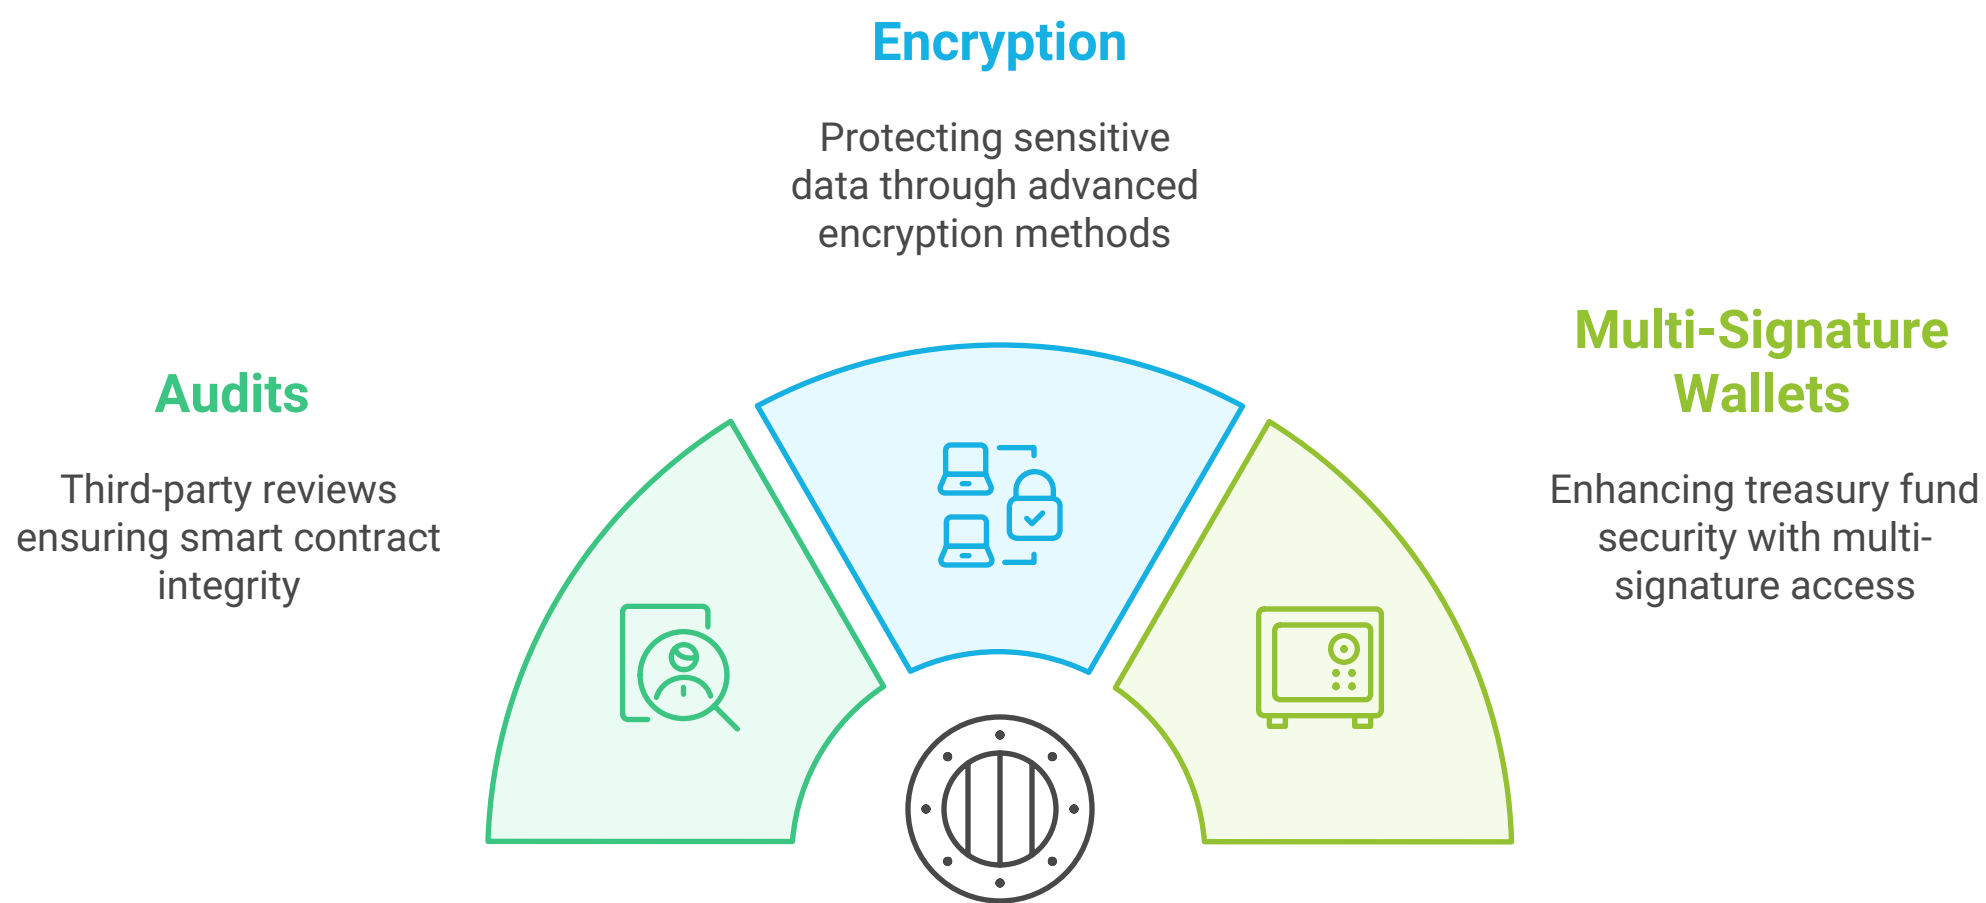 Encryption
Protecting sensitive
data through advanced
encryption methods
Audits
Third-party reviews
ensuring smart contract
integrity
Multi-Signature
Wallets
Enhancing treasury fund
security with multi-
signature access